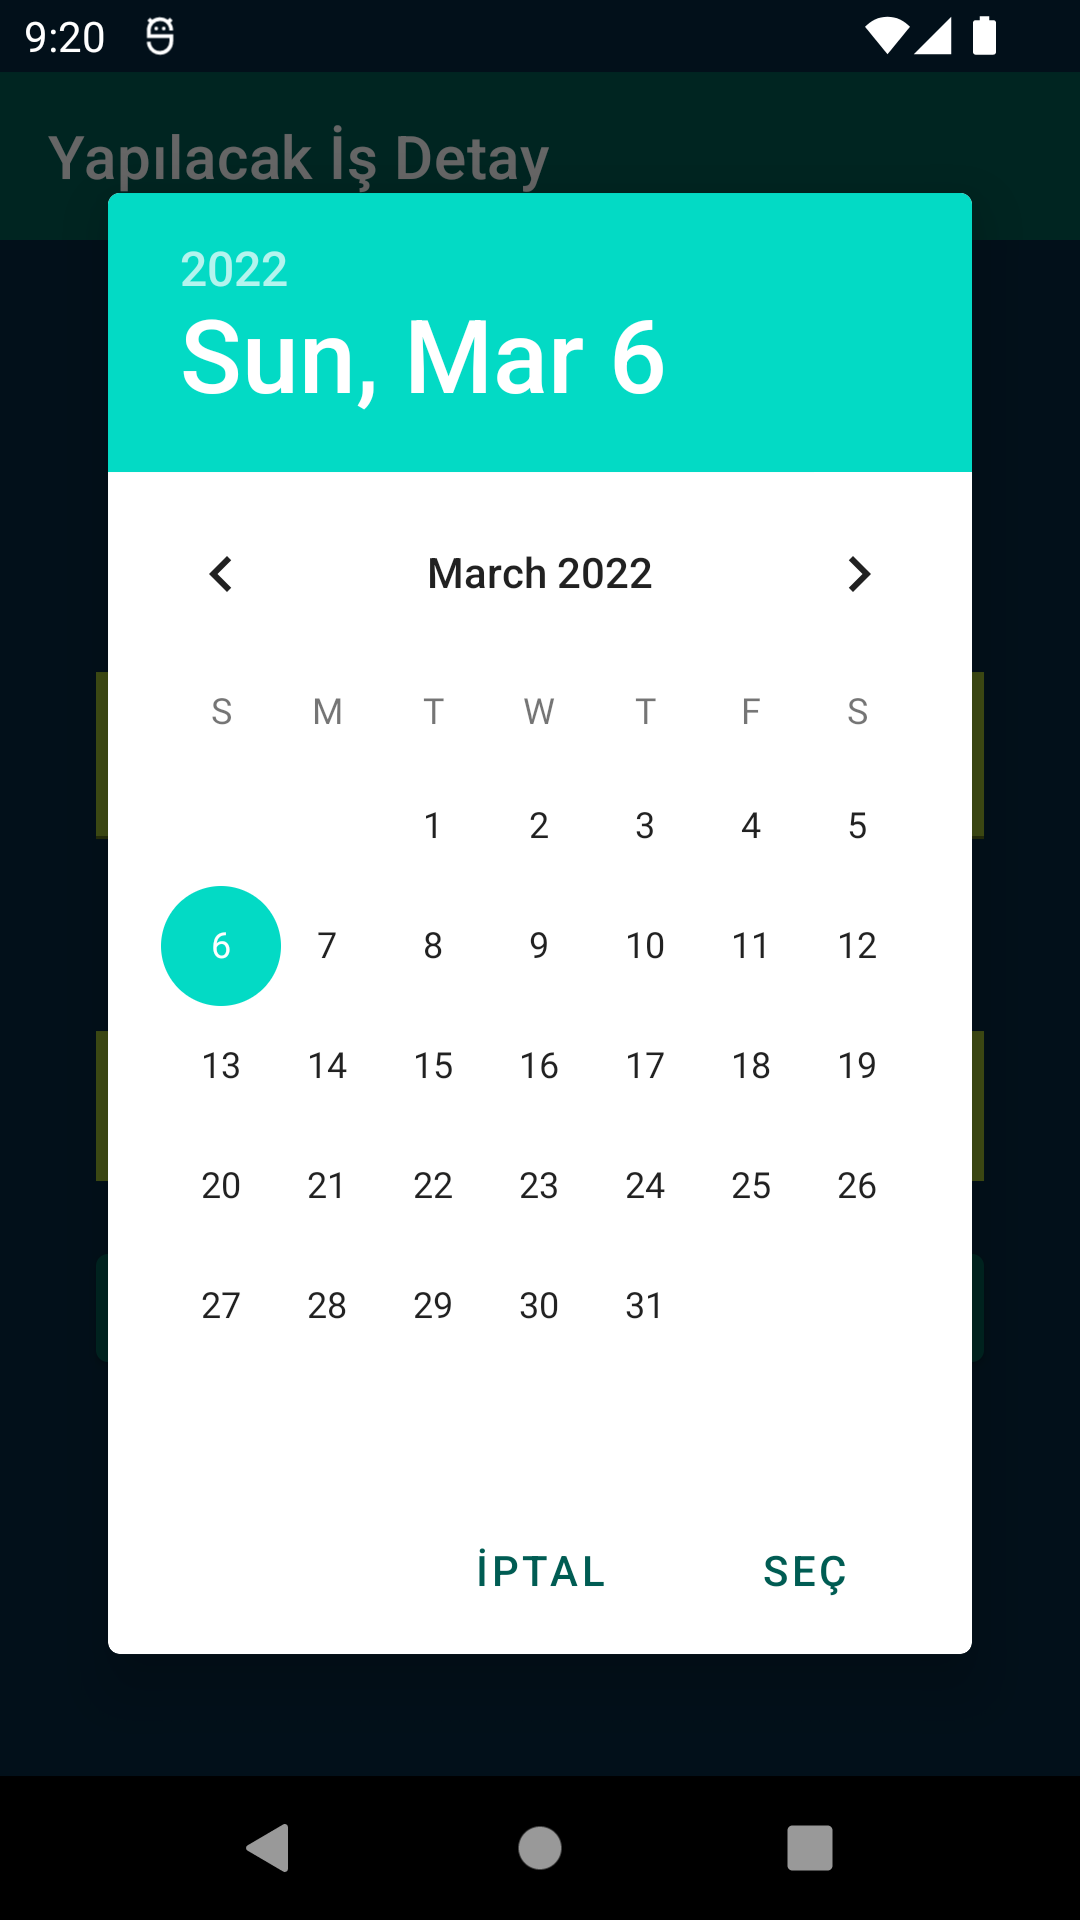 9:20
Yapılacak İş Detay
2022
Sun, Mar 6
March 2022
S M T W T F S
1 2 3 4 5
6 7 8 9 10 11 12
13 14 15 16 17 18 19
20 21 22 23 24 25 26
27 28 29 30 31
İPTAL SEÇ